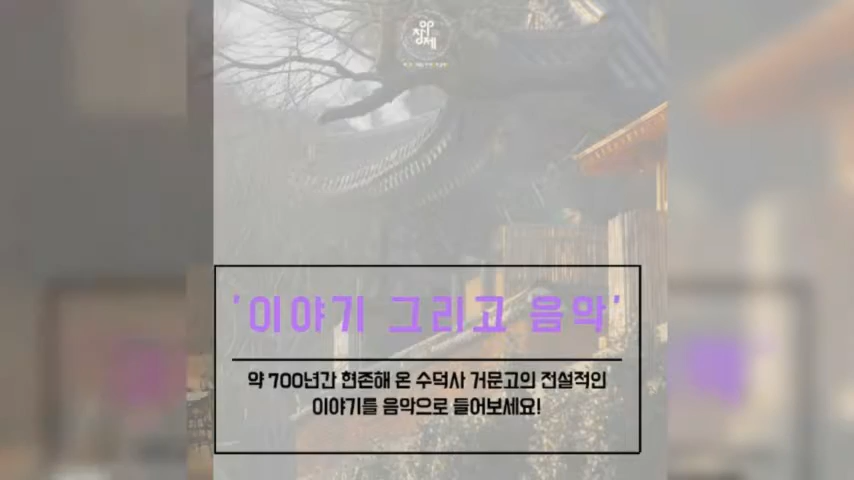 '이야기 그리고 음악'
약 700년간 현존해 온 수덕사 거문고의 전설적인
이야기를 음악으로 들어보세요!